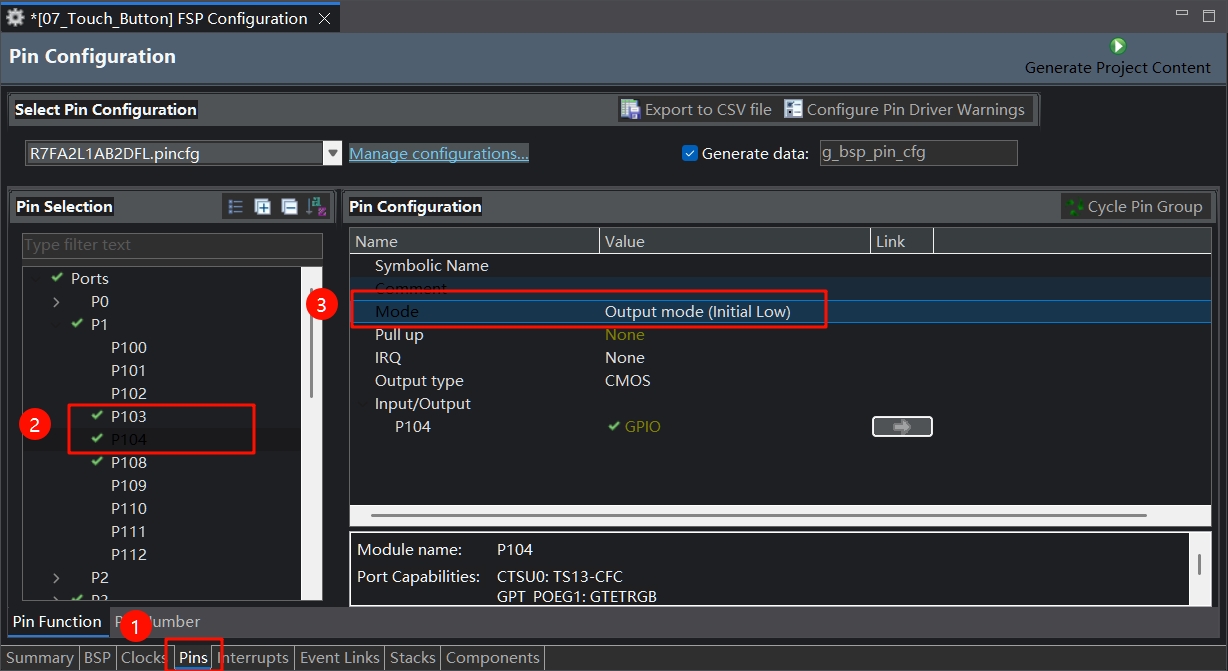 *[07_Touch_Button] FSP Configuration
Pin Configuration
Generate Project Content
Select Pin Configuration
Export to CSV file
Configure Pin Driver Warnings
R7FA2L1AB2DFL.pincfg
Manage configurations...
Generate data:
g_bsp_pin_cfg
Pin Selection
Type filter text
Ports
P0
P1
P100
P101
P102
2
P103
P104
P108
P109
P110
P111
P112
P2
Pin Configuration
Cycle Pin Group
Name Value Link
Symbolic Name
Comment
3
Mode Output mode (Initial Low)
Pull up None
IRQ None
Output type CMOS
Input/Output
P104 GPIO
Module name: P104
Port Capabilities: CTSU0: TS13-CFC
GPT_POEG1: GTETRGB
Pin Function
1
Summary BSP Clocks Pins Interrupts Event Links Stacks Components